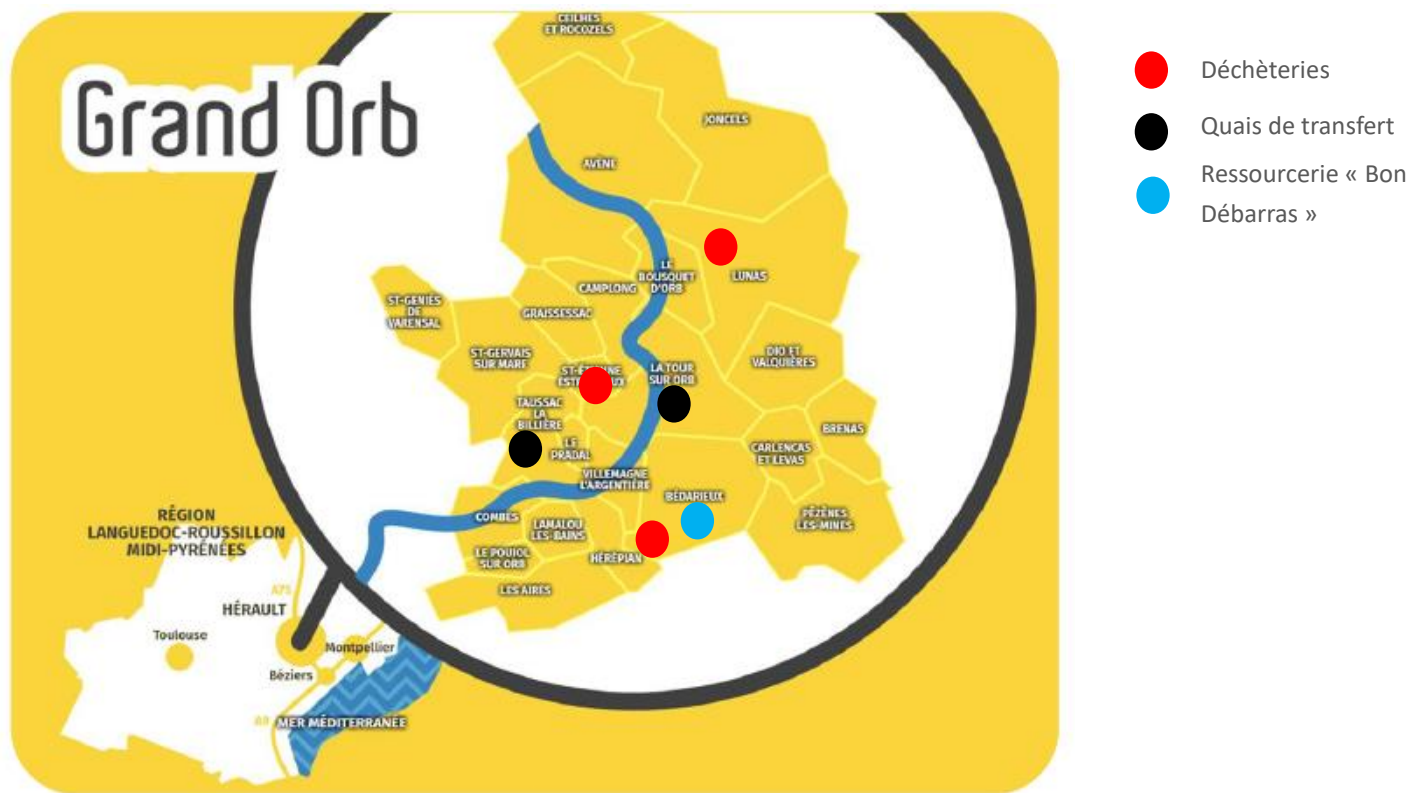 Grand Orb
CEILHES
ET ROCOZELS
JONCELS
AVÈNE
LE
BOUSQUET
D'ORB
LUNAS
CAMPLONG
ST-GENIÈS
DE
VARENSAL
GRAISSESSAC
ST-GERVAIS
SUR MARE
DIO ET
VALQUIÈRES
LA TOUR
SUR ORB
TAUSSAC
LA
BILLIÈRE
LE
PRADAL
BRENAS
CARLENCAS
ET LEVAS
VILLEMAGNE
L'ARGENTIÈRE
BÉDARIEUX
PÉZÈNES
LES-MINES
COMBES
LAMALOU
LES-BAINS
HÉRÉPIAN
LE POUJOL
SUR ORB
LES AIRES
RÉGION
LANGUEDOC-ROUSSILLON
MIDI-PYRÉNÉES
A75
HÉRAULT
Toulouse
Montpellier
Béziers
A9
MER MÉDITERRANÉE
Déchèteries
Quais de transfert
Ressourcerie « Bon
Débarras »